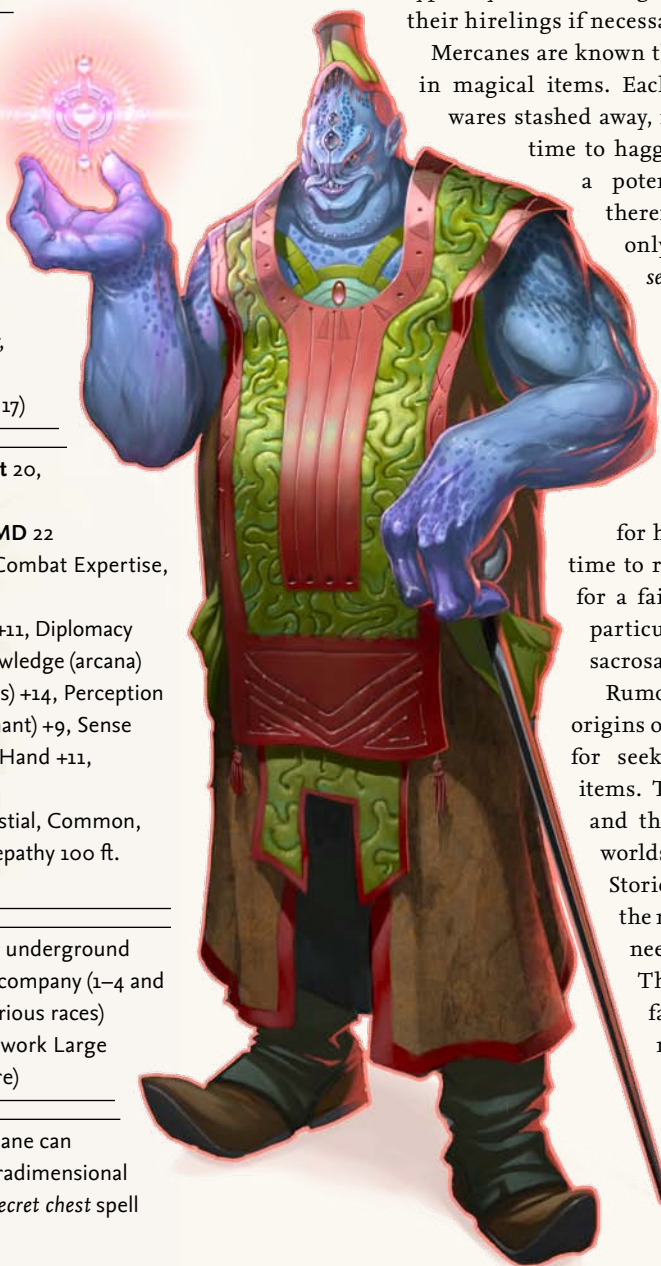 17)
t 20,
MD 22
Combat Expertise,
+11, Diplomacy
wledge (arcana)
s) +14, Perception
hant) +9, Sense
Hand +11,
stial, Common,
epathy 100 ft.
underground
company (1–4 and
rious races)
work Large
re)
ane can
radimensional
ecret chest spell
their hirelings if necessa
Mercanes are known t
in magical items. Each
wares stashed away,
time to hagg
a poten
there
only
se
for h
time to r
for a fai
particu
sacrosa
Rumo
origins o
for seek
items. T
and th
worlds
Storie
the
nee
Th
fa